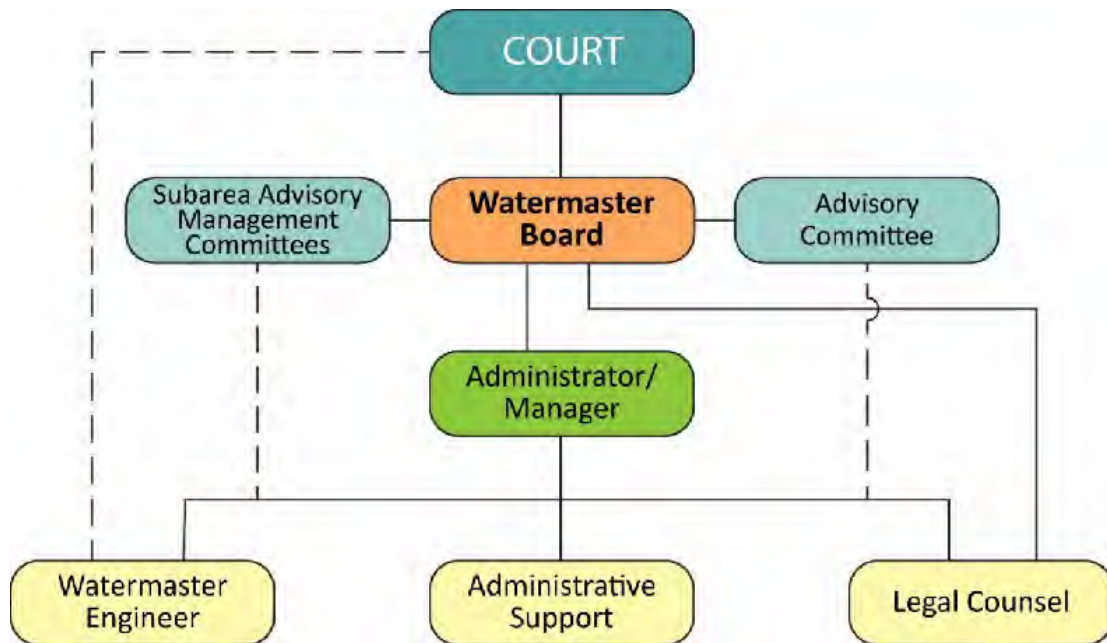 COURT
Subarea Advisory
Management
Committees
Watermaster
Board
Advisory
Committee
Administrator/
Manager
Watermaster
Engineer
Administrative
Support
Legal Counsel